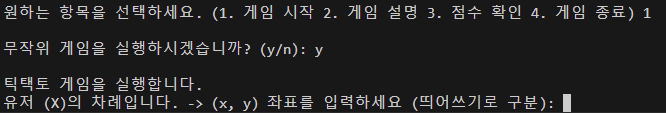 원하는 항목을 선택하세요. (1. 게임 시작 2. 게임 설명 3. 점수 확인 4. 게임 종료) 1
무작위 게임을 실행하시겠습니까? (y/n): y
틱택토 게임을 실행합니다.
유저 (X)의 차례입니다. -> (x, y) 좌표를 입력하세요 (띄어쓰기로 구분):